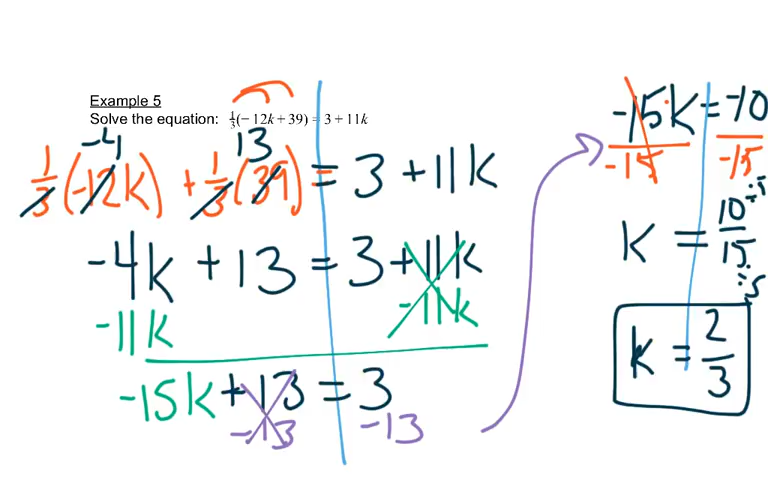 Example 5
Solve the equation: 1/3(− 12k + 39) = 3 + 11k
-4 13
1/3(-12k) + 1/3(39) = 3 + 11k
-4k + 13 = 3 + 11k
-11k -11k
-15k + 13 = 3
-13 -13
-15k = -10
-15 -15
k = 10/15 ÷5 ÷5
k = 2/3